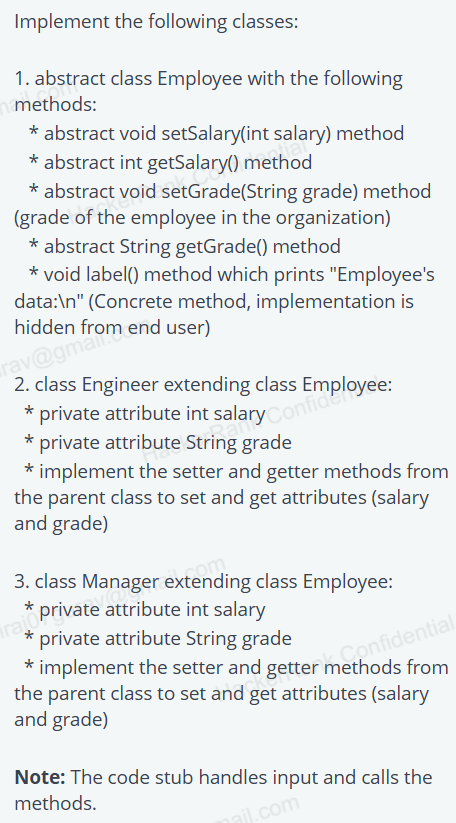 Implement the following classes:
1. abstract class Employee with the following
methods:
* abstract void setSalary(int salary) method
* abstract int getSalary() method
* abstract void setGrade(String grade) method
(grade of the employee in the organization)
* abstract String getGrade() method
* void label() method which prints "Employee's
data:\n" (Concrete method, implementation is
hidden from end user)
2. class Engineer extending class Employee:
* private attribute int salary
* private attribute String grade
* implement the setter and getter methods from
the parent class to set and get attributes (salary
and grade)
3. class Manager extending class Employee:
* private attribute int salary
* private attribute String grade
* implement the setter and getter methods from
the parent class to set and get attributes (salary
and grade)
Note: The code stub handles input and calls the
methods.
HackerRank Confidential
HackerRank Confidential
HackerRank Confidential